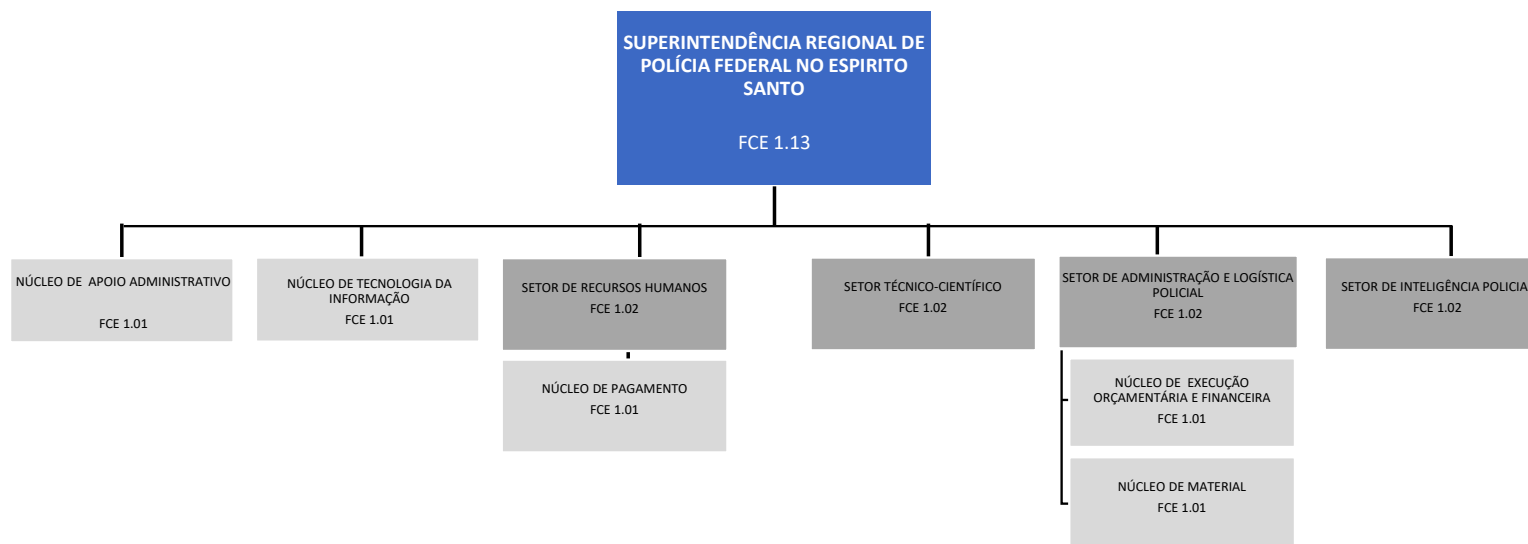 SUPERINTENDÊNCIA REGIONAL DE
POLÍCIA FEDERAL NO ESPIRITO
SANTO
FCE 1.13
NÚCLEO DE APOIO ADMINISTRATIVO
FCE 1.01
NÚCLEO DE TECNOLOGIA DA
INFORMAÇÃO
FCE 1.01
SETOR DE RECURSOS HUMANOS
FCE 1.02
NÚCLEO DE PAGAMENTO
FCE 1.01
SETOR TÉCNICO-CIENTÍFICO
FCE 1.02
SETOR DE ADMINISTRAÇÃO E LOGÍSTICA
POLICIAL
FCE 1.02
NÚCLEO DE EXECUÇÃO
ORÇAMENTÁRIA E FINANCEIRA
FCE 1.01
NÚCLEO DE MATERIAL
FCE 1.01
SETOR DE INTELIGÊNCIA POLICIA
FCE 1.02